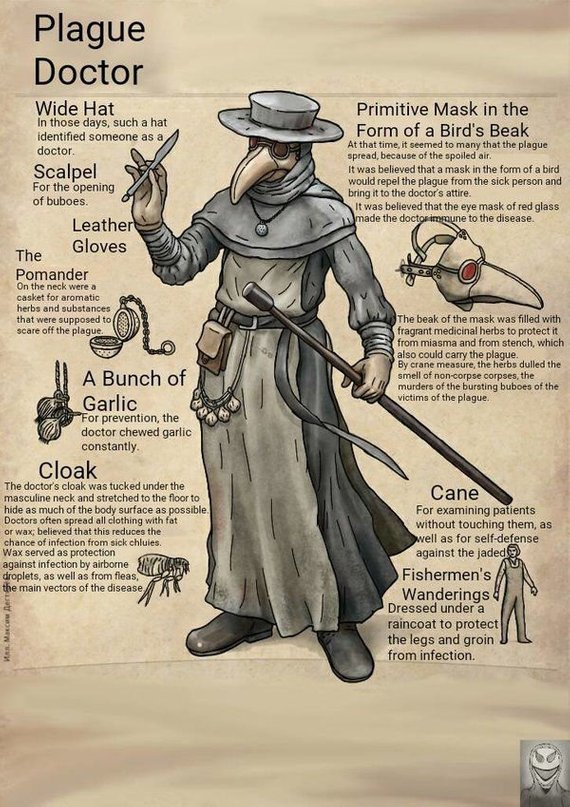 Plague
Doctor
Wide Hat
In those days, such a hat
identified someone as a
doctor.
Scalpel
For the opening
of buboes.
Leather
Gloves
The
Pomander
On the neck were a
casket for aromatic
herbs and substances
that were supposed to
scare off the plague.
A Bunch of
Garlic
For prevention, the
doctor chewed garlic
constantly.
Cloak
The doctor's cloak was tucked under the
masculine neck and stretched to the floor to
hide as much of the body surface as possible.
Doctors often spread all clothing with fat
or wax; believed that this reduces the
chance of infection from sick chluies.
Wax served as protection
against infection by airborne
droplets, as well as from fleas,
the main vectors of the disease.
Primitive Mask in the
Form of a Bird's Beak
At that time, it seemed to many that the plague
spread, because of the spoiled air.
It was believed that a mask in the form of a bird
would repel the plague from the sick person and
bring it to the doctor's attire.
It was believed that the eye mask of red glass
made the doctor immune to the disease.
The beak of the mask was filled with
fragrant medicinal herbs to protect it
from miasma and from stench, which
also could carry the plague.
By crane measure, the herbs dulled the
smell of non-corpse corpses, the
murders of the bursting buboes of the
victims of the plague.
Cane
For examining patients
without touching them, as
well as for self-defense
against the jaded
Fishermen's
Wanderings
Dressed under a
raincoat to protect
the legs and groin
from infection.
Илл. Максим